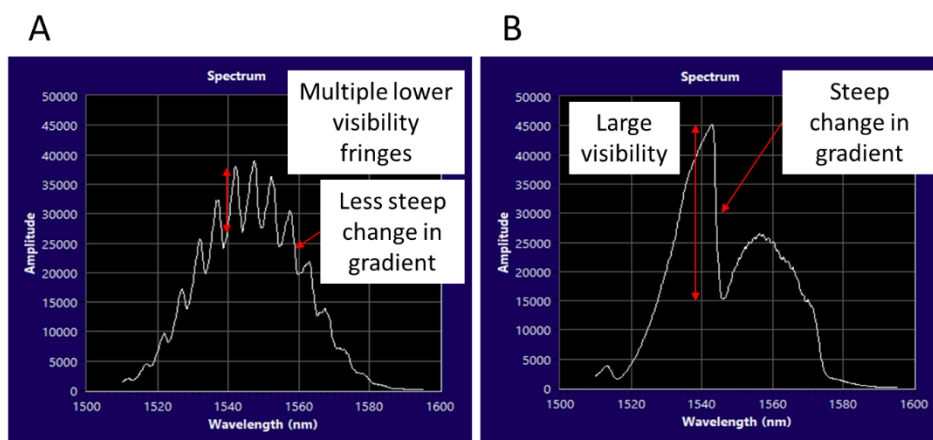 A
Spectrum
Multiple lower
visibility
fringes
Less steep
change in
gradient
Amplitude
50000
45000
40000
35000
30000
25000
20000
15000
10000
5000
0
1500
1520
1540
1560
1580
1600
Wavelength (nm)
B
Spectrum
Large
visibility
Steep
change in
gradient
Amplitude
50000
45000
40000
35000
30000
25000
20000
15000
10000
5000
0
1500
1520
1540
1560
1580
1600
Wavelength (nm)